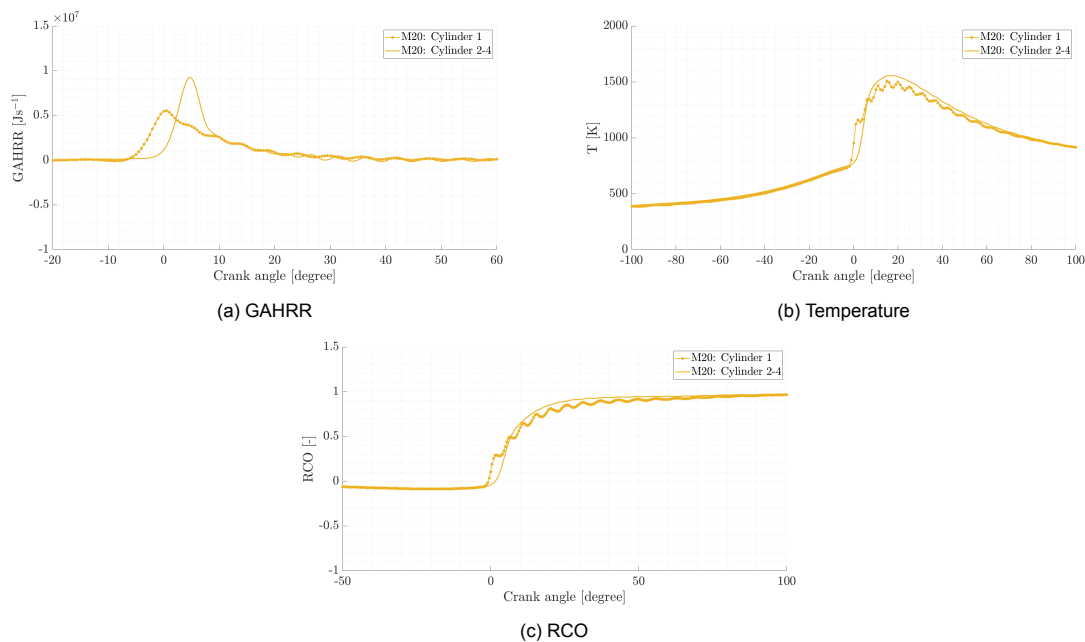 1.5
×10⁷
M20: Cylinder 1
M20: Cylinder 2-4
1
0.5
0
-0.5
-1
GAHRR [Js⁻¹]
-20 -10 0 10 20 30 40 50 60
Crank angle [degree]
(a) GAHRR
2000
M20: Cylinder 1
M20: Cylinder 2-4
1500
1000
500
0
T [K]
-100 -80 -60 -40 -20 0 20 40 60 80 100
Crank angle [degree]
(b) Temperature
1.5
M20: Cylinder 1
M20: Cylinder 2-4
1
0.5
0
-0.5
-1
RCO [-]
-50 0 50 100
Crank angle [degree]
(c) RCO